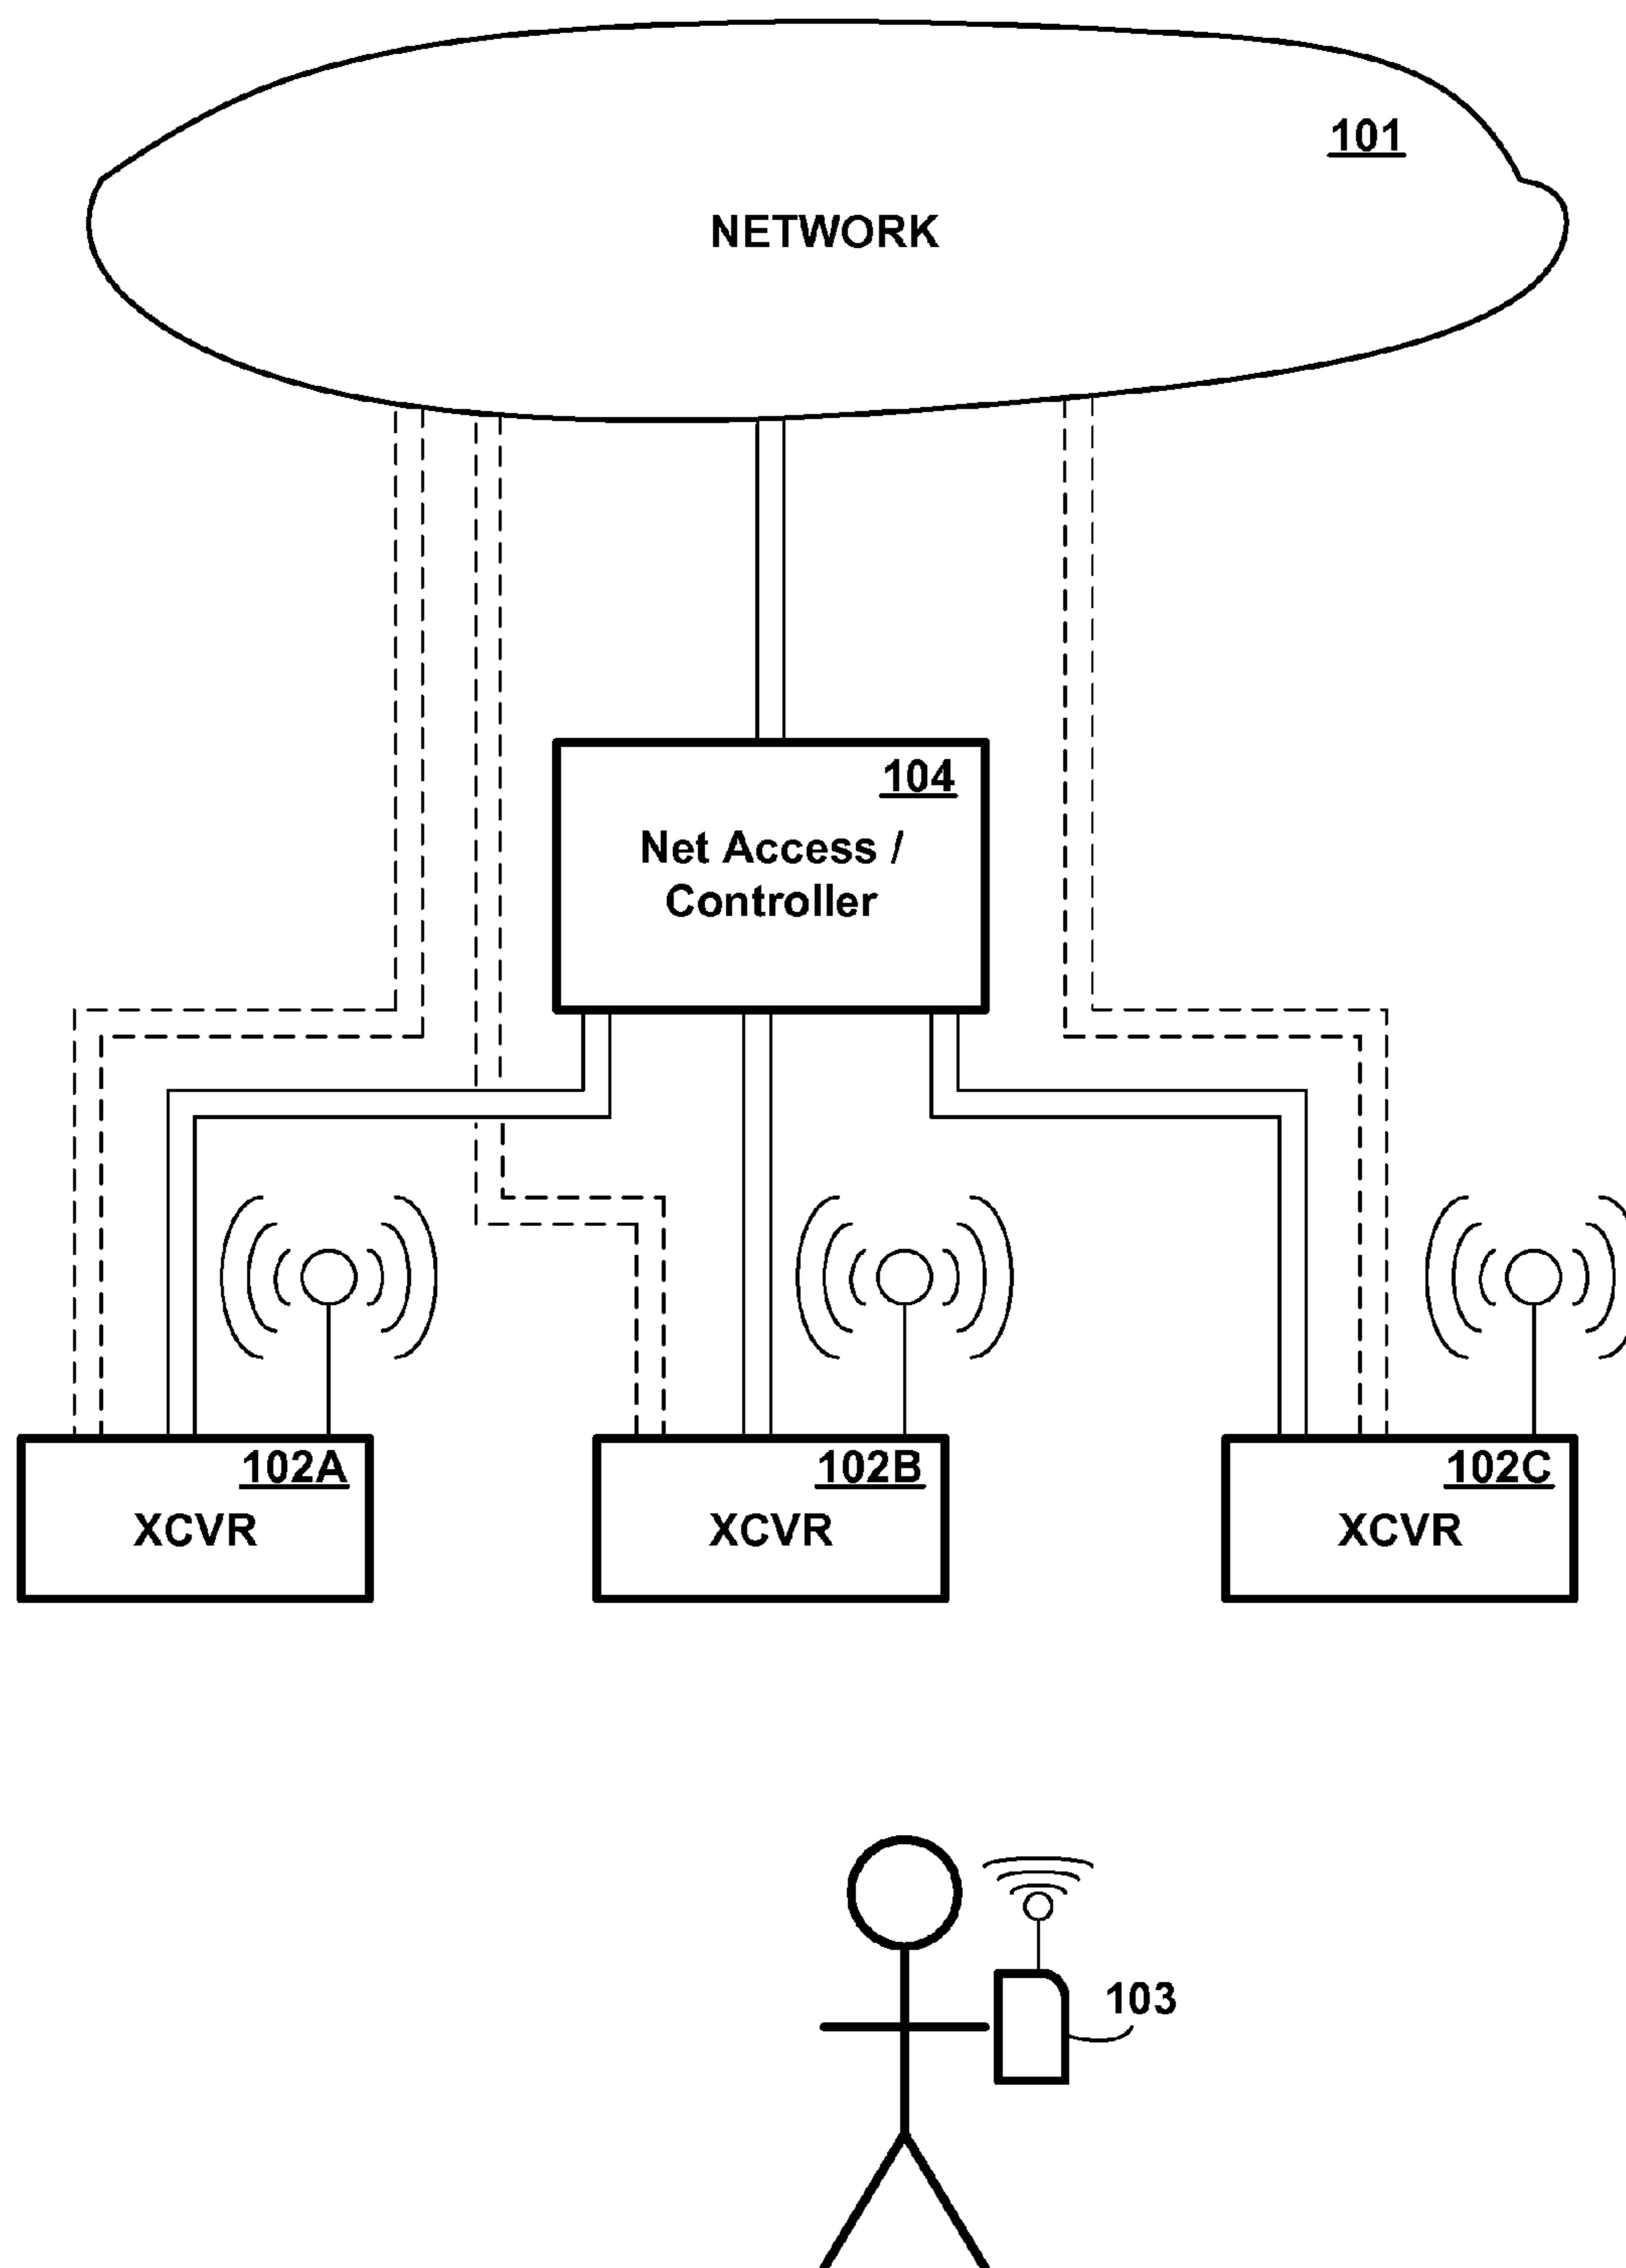 101
NETWORK
104
Net Access /
Controller
102A
XCVR
102B
XCVR
102C
XCVR
103